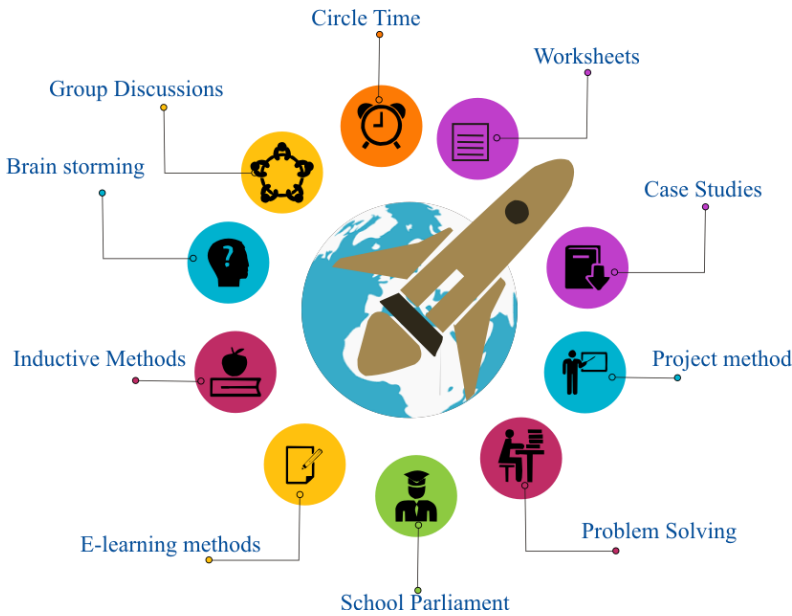 Circle Time
Worksheets
Group Discussions
Brain storming
Case Studies
Inductive Methods
Project method
E-learning methods
Problem Solving
School Parliament
?